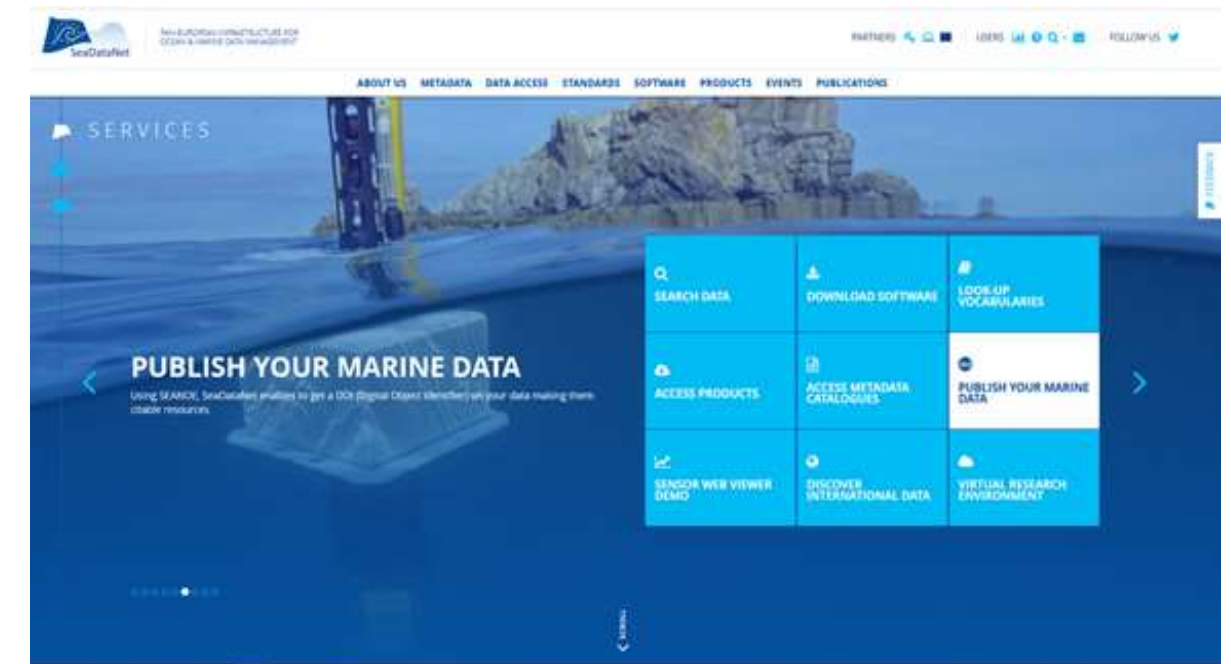 SeaDataNet
PAN-EUROPEAN INFRASTRUCTURE FOR
OCEAN & MARINE DATA MANAGEMENT
PARTNERS
USERS
FOLLOW US
ABOUT US METADATA DATA ACCESS STANDARDS SOFTWARE PRODUCTS EVENTS PUBLICATIONS
SERVICES
FEEDBACK
SEARCH DATA
DOWNLOAD SOFTWARE
LOOK-UP
VOCABULARIES
PUBLISH YOUR MARINE DATA
Using SEANOE, SeaDataNet enables to get a DOI (Digital Object Identifier) on your data making them
citable resources
ACCESS PRODUCTS
ACCESS METADATA
CATALOGUES
PUBLISH YOUR MARINE
DATA
SENSOR WEB VIEWER
DEMO
DISCOVER
INTERNATIONAL DATA
VIRTUAL RESEARCH
ENVIRONMENT